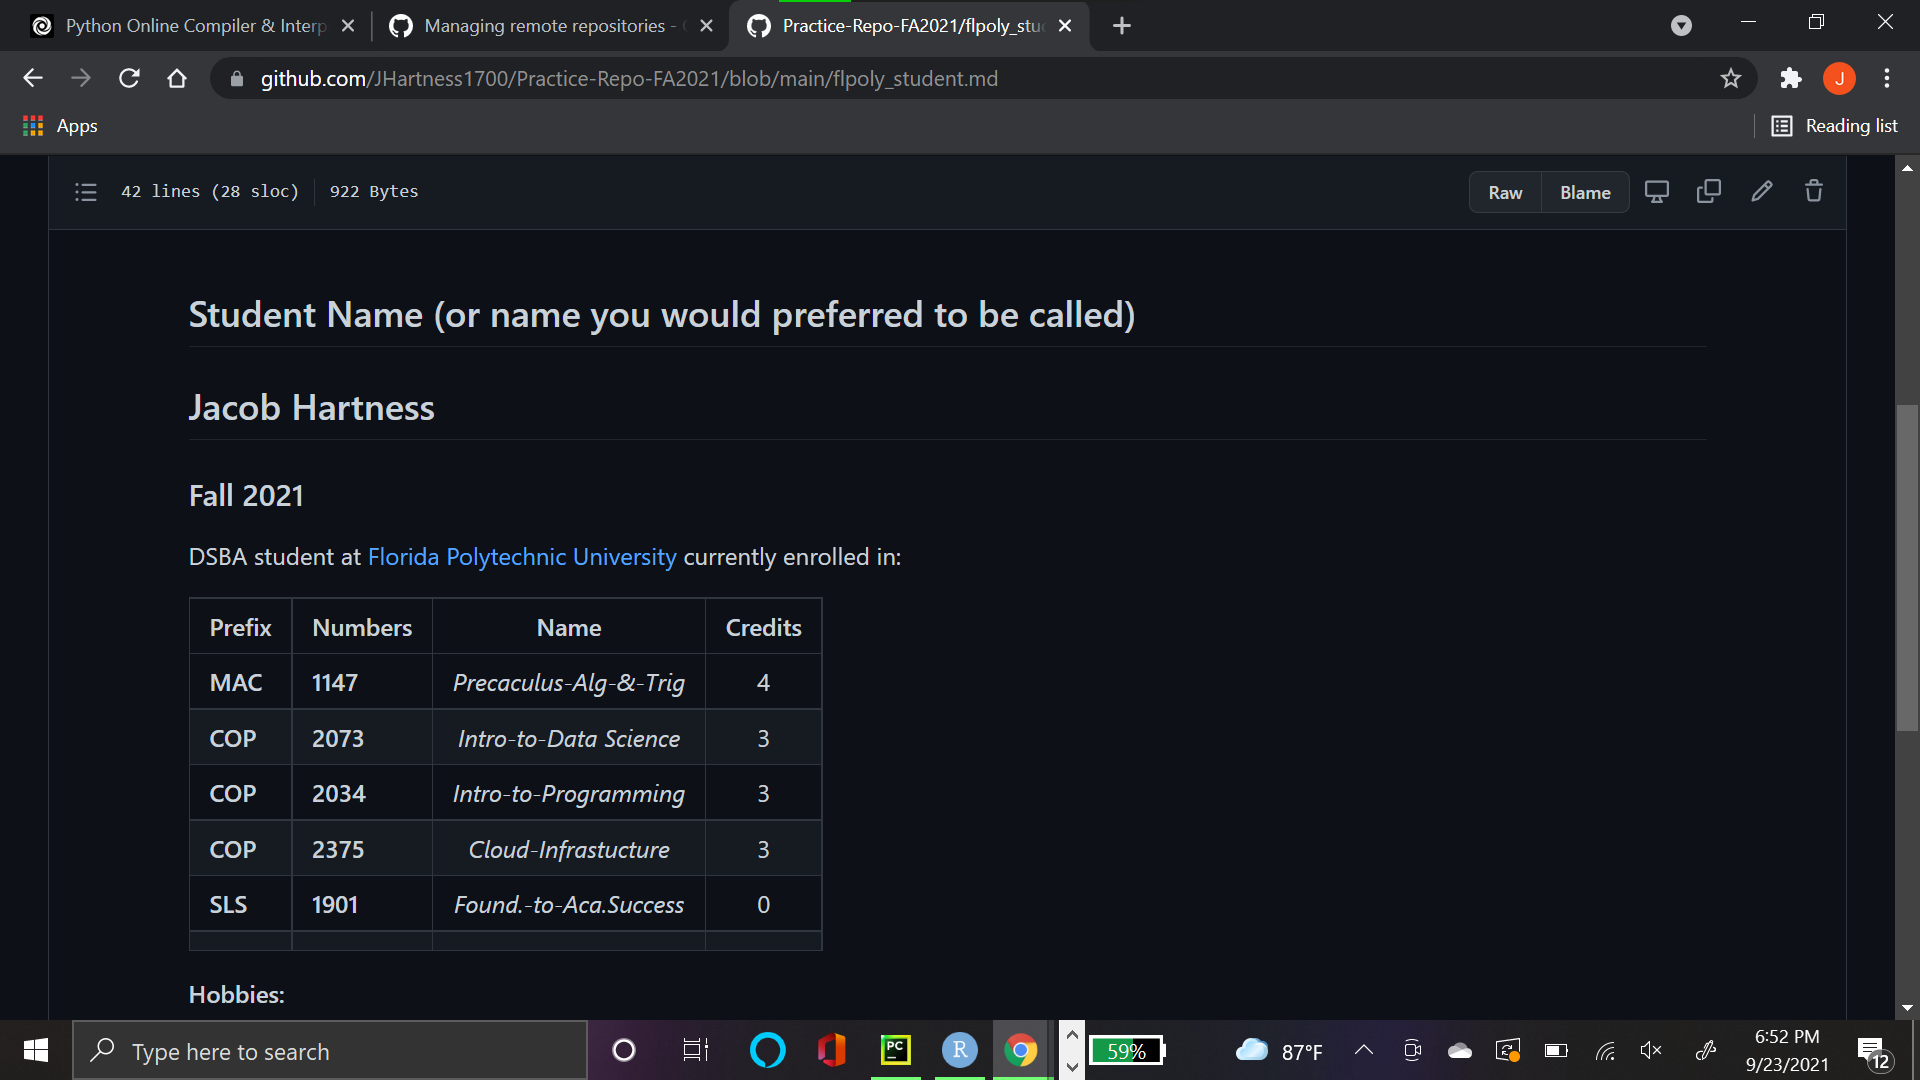 Python Online Compiler & Interp
Managing remote repositories -
Practice-Repo-FA2021/flpoly_stu
github.com/JHartness1700/Practice-Repo-FA2021/blob/main/flpoly_student.md
J
Apps
Reading list
42 lines (28 sloc) 922 Bytes
Raw
Blame
Student Name (or name you would preferred to be called)
Jacob Hartness
Fall 2021
DSBA student at Florida Polytechnic University currently enrolled in:
Prefix Numbers Name Credits
MAC 1147 Precaculus-Alg-&-Trig 4
COP 2073 Intro-to-Data Science 3
COP 2034 Intro-to-Programming 3
COP 2375 Cloud-Infrastucture 3
SLS 1901 Found.-to-Aca.Success 0
Hobbies:
Type here to search
PC
R
59%
87°F
6:52 PM
9/23/2021
12